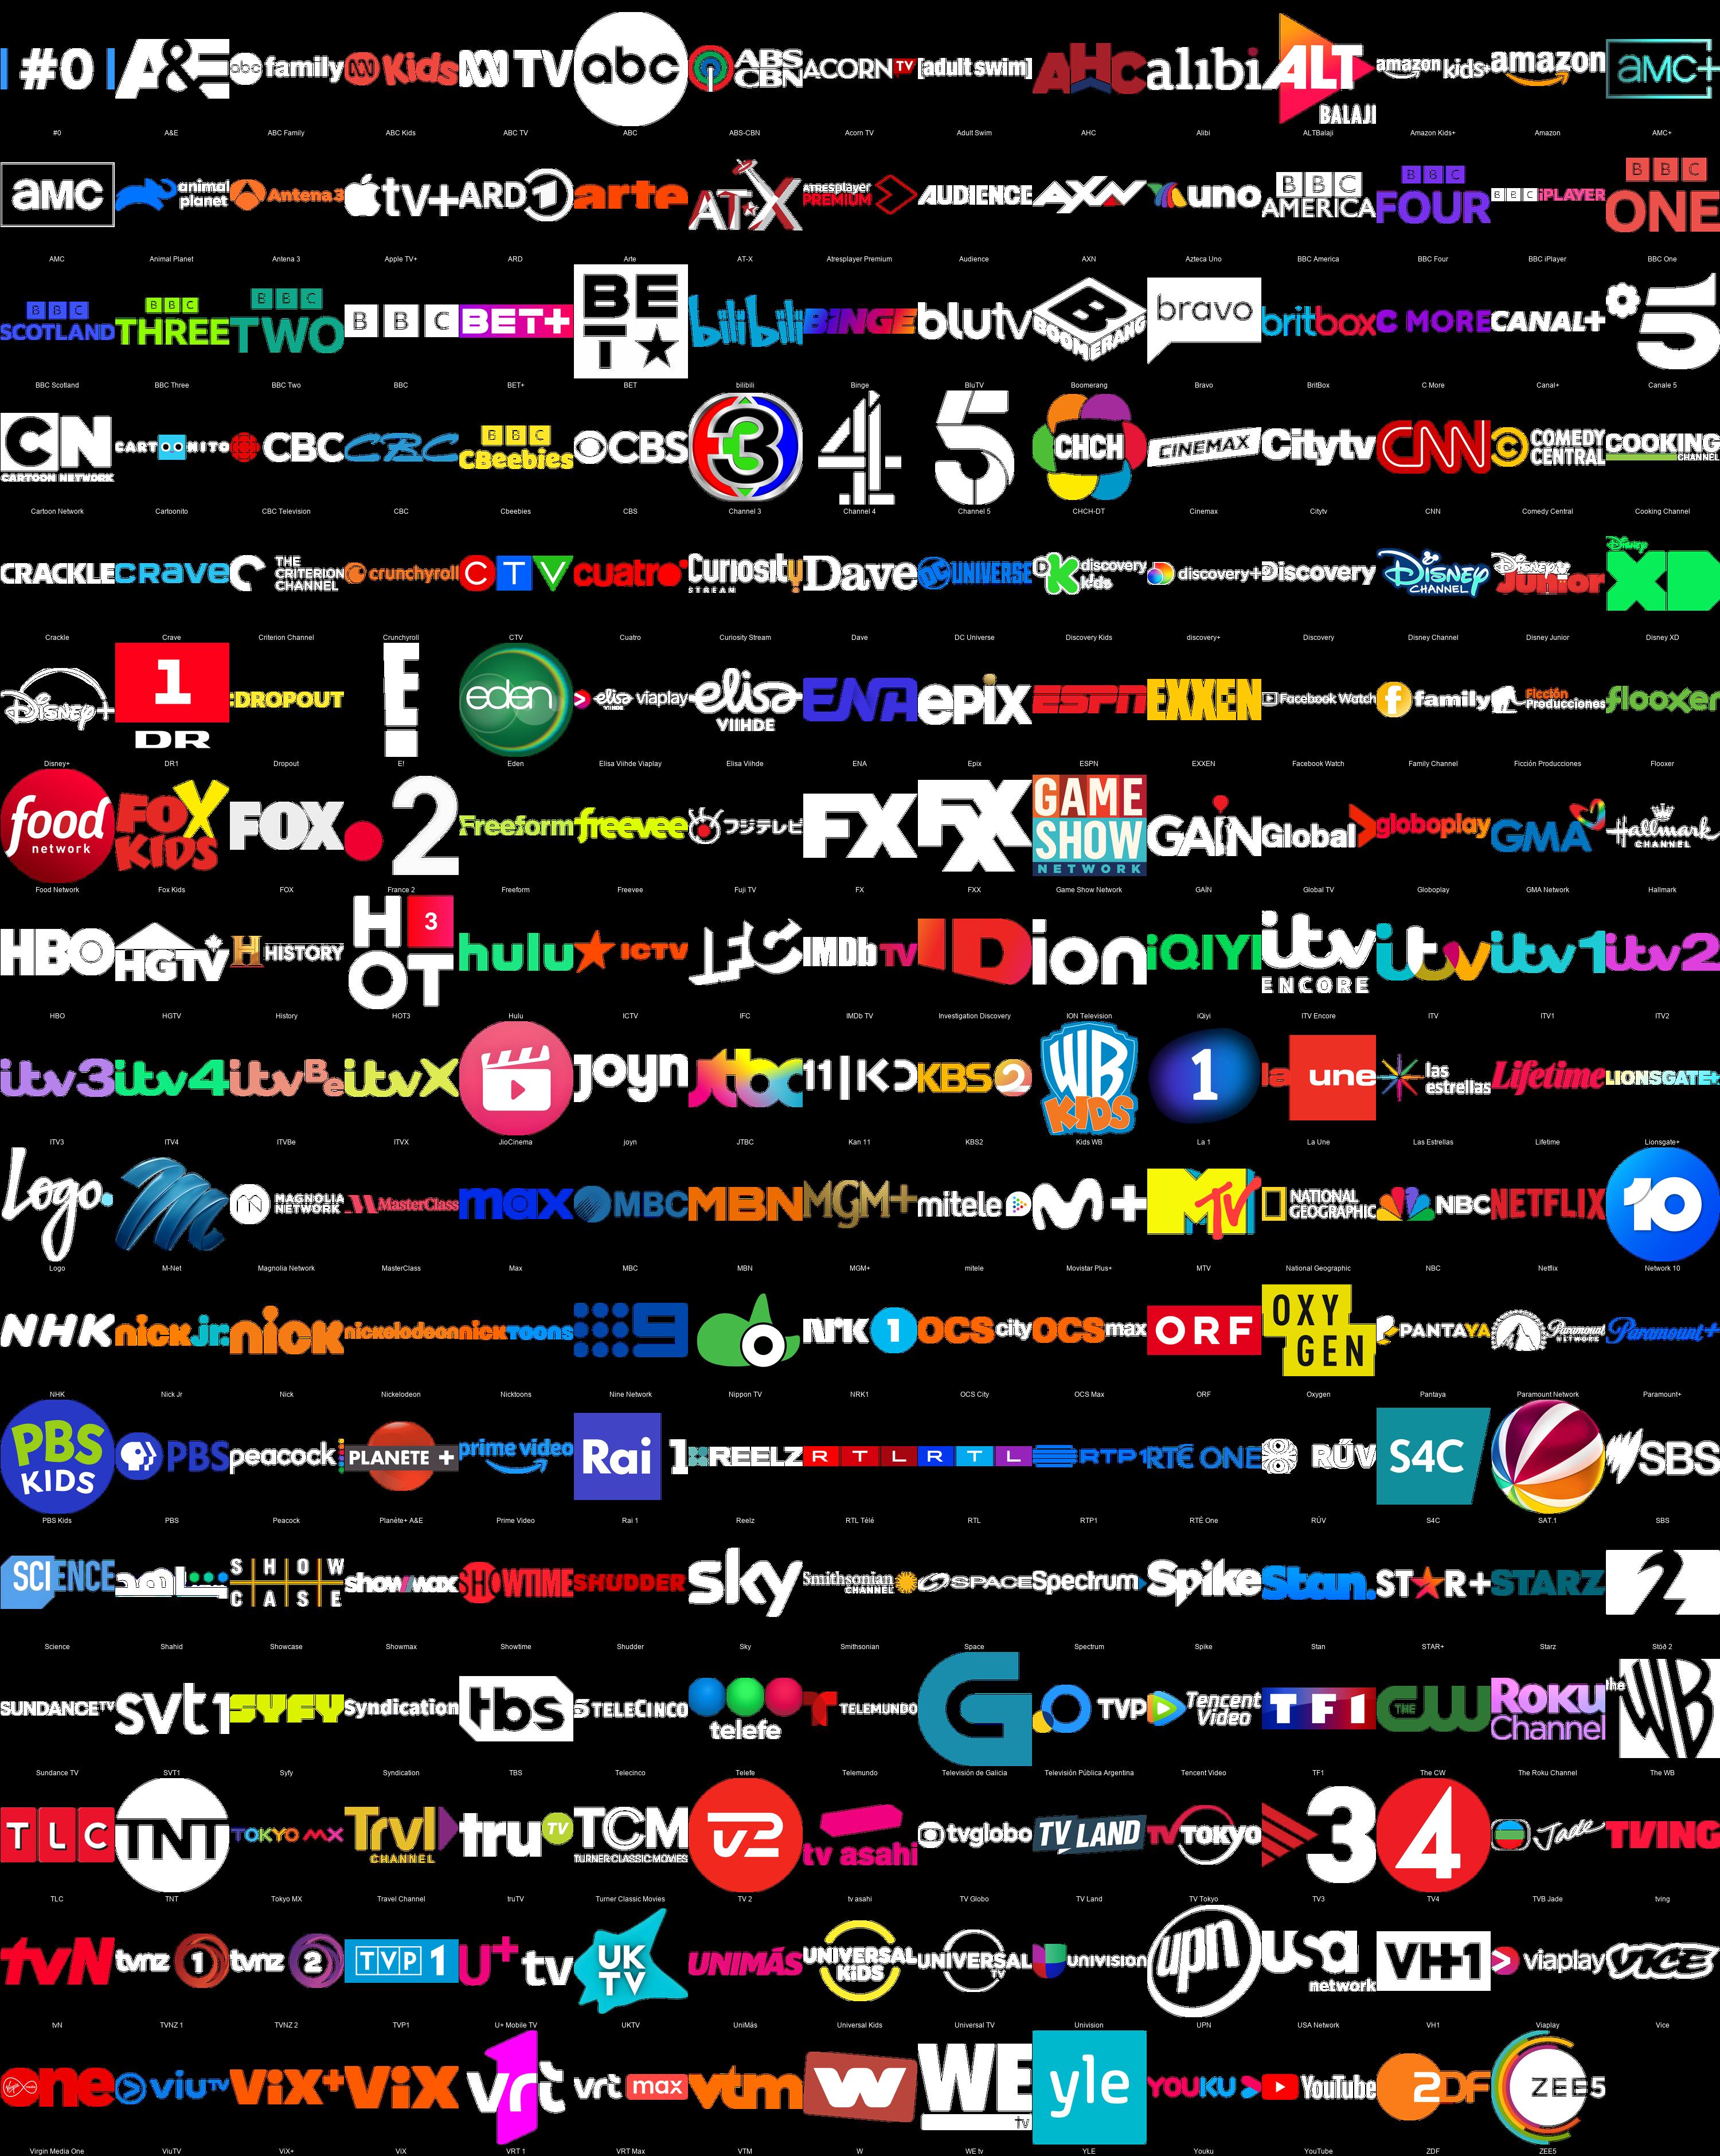 #0 A&E abc family Kids TV abc ABS CBN ACORN TV [adult swim] AHC alibi ALT BALAJI amazon kids+ amazon aMC+
#0 A&E ABC Family ABC Kids ABC TV ABC ABS-CBN Acorn TV Adult Swim AHC Alibi ALTBalaji Amazon Kids+ Amazon AMC+
aMC animal planet Antena3 tv+ ARD 1 arte AT-X ATRESplayer PREMIUM AUDIENCE AXN uno BBC AMERICA BBC FOUR BBC iPLAYER BBC ONE
AMC Animal Planet Antena 3 Apple TV+ ARD Arte AT-X Atresplayer Premium Audience AXN Azteca Uno BBC America BBC Four BBC iPlayer BBC One
BBC SCOTLAND BBC THREE BBC TWO BBC BET+ BET bilibili BINGE blutv BOOMERANG bravo britbox C MORE CANAL+ 5
BBC Scotland BBC Three BBC Two BBC BET+ BET bilibili Binge BluTV Boomerang Bravo BritBox C More Canal+ Canale 5
CN CARTOON NETWORK CARTOONITO CBC CBC BBC CBeebies CBS 3 4 5 CHCH CINEMAX Citytv CNN COMEDY CENTRAL COOKING CHANNEL
Cartoon Network Cartoonito CBC Television CBC Cbeebies CBS Channel 3 Channel 4 Channel 5 CHCH-DT Cinemax Citytv CNN Comedy Central Cooking Channel
CRACKLE CRAVE THE CRITERION CHANNEL crunchyroll CTV cuatro Curiosity STREAM Dave DC UNIVERSE DK discovery kids discovery+ Discovery Disney CHANNEL Disney Junior Disney XD
Crackle Crave Criterion Channel Crunchyroll CTV Cuatro Curiosity Stream Dave DC Universe Discovery Kids discovery+ Discovery Disney Channel Disney Junior Disney XD
Disney+ 1 DR :DROPOUT E! eden elisa VIIHDE viaplay elisa VIIHDE ENA epix ESPN EXXEN Facebook Watch f family Ficción Producciones flooxer
Disney+ DR1 Dropout E! Eden Elisa Viihde Viaplay Elisa Viihde ENA Epix ESPN EXXEN Facebook Watch Family Channel Ficción Producciones Flooxer
food network FOX KIDS FOX 2 Freeform freevee フジテレビ FX FXX GAME SHOW NETWORK GAİN Global globoplay GMA Hallmark CHANNEL
Food Network Fox Kids FOX France 2 Freeform Freevee Fuji TV FX FXX Game Show Network GAİN Global TV Globoplay GMA Network Hallmark
HBO HGTV H HISTORY HOT 3 hulu ICTV IFC IMDb TV ID ion iQIYI itv ENCORE itv itv1 itv2
HBO HGTV History HOT3 Hulu ICTV IFC IMDb TV Investigation Discovery ION Television iQiyi ITV Encore ITV ITV1 ITV2
itv3 itv4 itvBe itvX joyn jtbc 11 KBS2 WB KIDS 1 la une las estrellas Lifetime LIONSGATE+
ITV3 ITV4 ITVBe ITVX JioCinema joyn JTBC Kan 11 KBS2 Kids WB La 1 La Une Las Estrellas Lifetime Lionsgate+
Logo. M MAGNOLIA NETWORK MasterClass max MBC MBN MGM+ mitele M+ MTV NATIONAL GEOGRAPHIC NBC NETFLIX 10
Logo M-Net Magnolia Network MasterClass Max MBC MBN MGM+ mitele Movistar Plus+ MTV National Geographic NBC Netflix Network 10
NHK nick jr. nick nickelodeon nicktoons 9 NRK 1 OCS city OCS max ORF OXYGEN PANTAYA Paramount NETWORK Paramount+
NHK Nick Jr Nick Nickelodeon Nicktoons Nine Network Nippon TV NRK1 OCS City OCS Max ORF Oxygen Pantaya Paramount Network Paramount+
PBS KIDS PBS peacock PLANETE + prime video Rai 1 REELZ RTL RTL RTP1 RTÉ ONE RÚV S4C SBS
PBS Kids PBS Peacock Planète+ A&E Prime Video Rai 1 Reelz RTL Télé RTL RTP1 RTÉ One RÚV S4C SAT.1 SBS
SCIENCE شاهد SHOW CASE showmax SHOWTIME SHUDDER sky Smithsonian CHANNEL SPACE Spectrum Spike Stan. STAR+ STARZ 2
Science Shahid Showcase Showmax Showtime Shudder Sky Smithsonian Space Spectrum Spike Stan STAR+ Starz Stöð 2
SUNDANCE TV svt1 SYFY Syndication tbs TELECINCO telefe TELEMUNDO G TVP Tencent Video TF1 THE CW Roku Channel the WB
Sundance TV SVT1 Syfy Syndication TBS Telecinco Telefe Telemundo Televisión de Galicia Televisión Pública Argentina Tencent Video TF1 The CW The Roku Channel The WB
TLC TNT TOKYO MX Trvl CHANNEL tru TV TCM TURNER CLASSIC MOVIES 2 tv asahi tvglobo TV LAND TV TOKYO 3 4 Jade TVING
TLC TNT Tokyo MX Travel Channel truTV Turner Classic Movies TV 2 tv asahi TV Globo TV Land TV Tokyo TV3 TV4 TVB Jade tving
tvN tvnz 1 tvnz 2 TVP 1 U+ tv UK TV UNIMÁS UNIVERSAL KIDS UNIVERSAL TV univision upn usa network VH1 viaplay VICE
tvN TVNZ 1 TVNZ 2 TVP1 U+ Mobile TV UKTV UniMás Universal Kids Universal TV Univision UPN USA Network VH1 Viaplay Vice
Virgin media one viuTV ViX+ ViX vrt 1 vrt max vtm W WE tv yle YOUKU YouTube 2DF ZEE5
Virgin Media One ViuTV ViX+ ViX VRT 1 VRT Max VTM W WE tv YLE Youku YouTube ZDF ZEE5